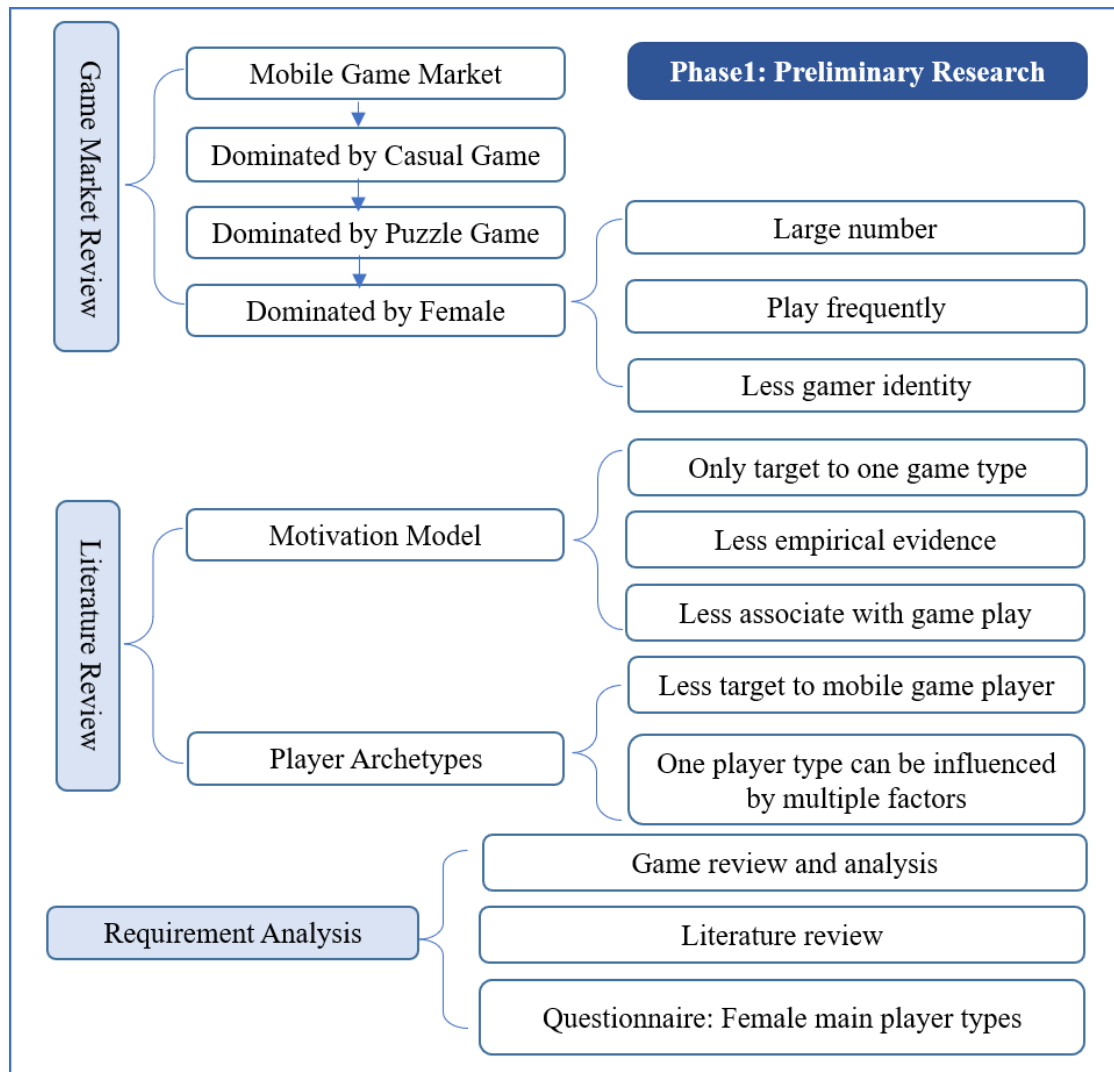 Phase1: Preliminary Research
Game Market Review
Mobile Game Market
Dominated by Casual Game
Dominated by Puzzle Game
Dominated by Female
Large number
Play frequently
Less gamer identity
Literature Review
Motivation Model
Only target to one game type
Less empirical evidence
Less associate with game play
Player Archetypes
Less target to mobile game player
One player type can be influenced
by multiple factors
Requirement Analysis
Game review and analysis
Literature review
Questionnaire: Female main player types